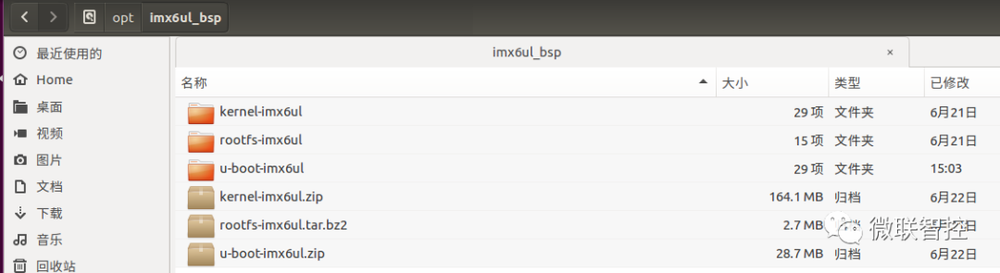 opt imx6ul_bsp
最近使用的
Home
桌面
视频
图片
文档
下载
音乐
回收站
imx6ul_bsp ×
名称 大小 类型 已修改
kernel-imx6ul 29 项 文件夹 6月21日
rootfs-imx6ul 15 项 文件夹 6月21日
u-boot-imx6ul 29 项 文件夹 15:03
kernel-imx6ul.zip 164.1 MB 归档 6月22日
rootfs-imx6ul.tar.bz2 2.7 MB
u-boot-imx6ul.zip 28.7 MB 归档 6月22日
微联智控